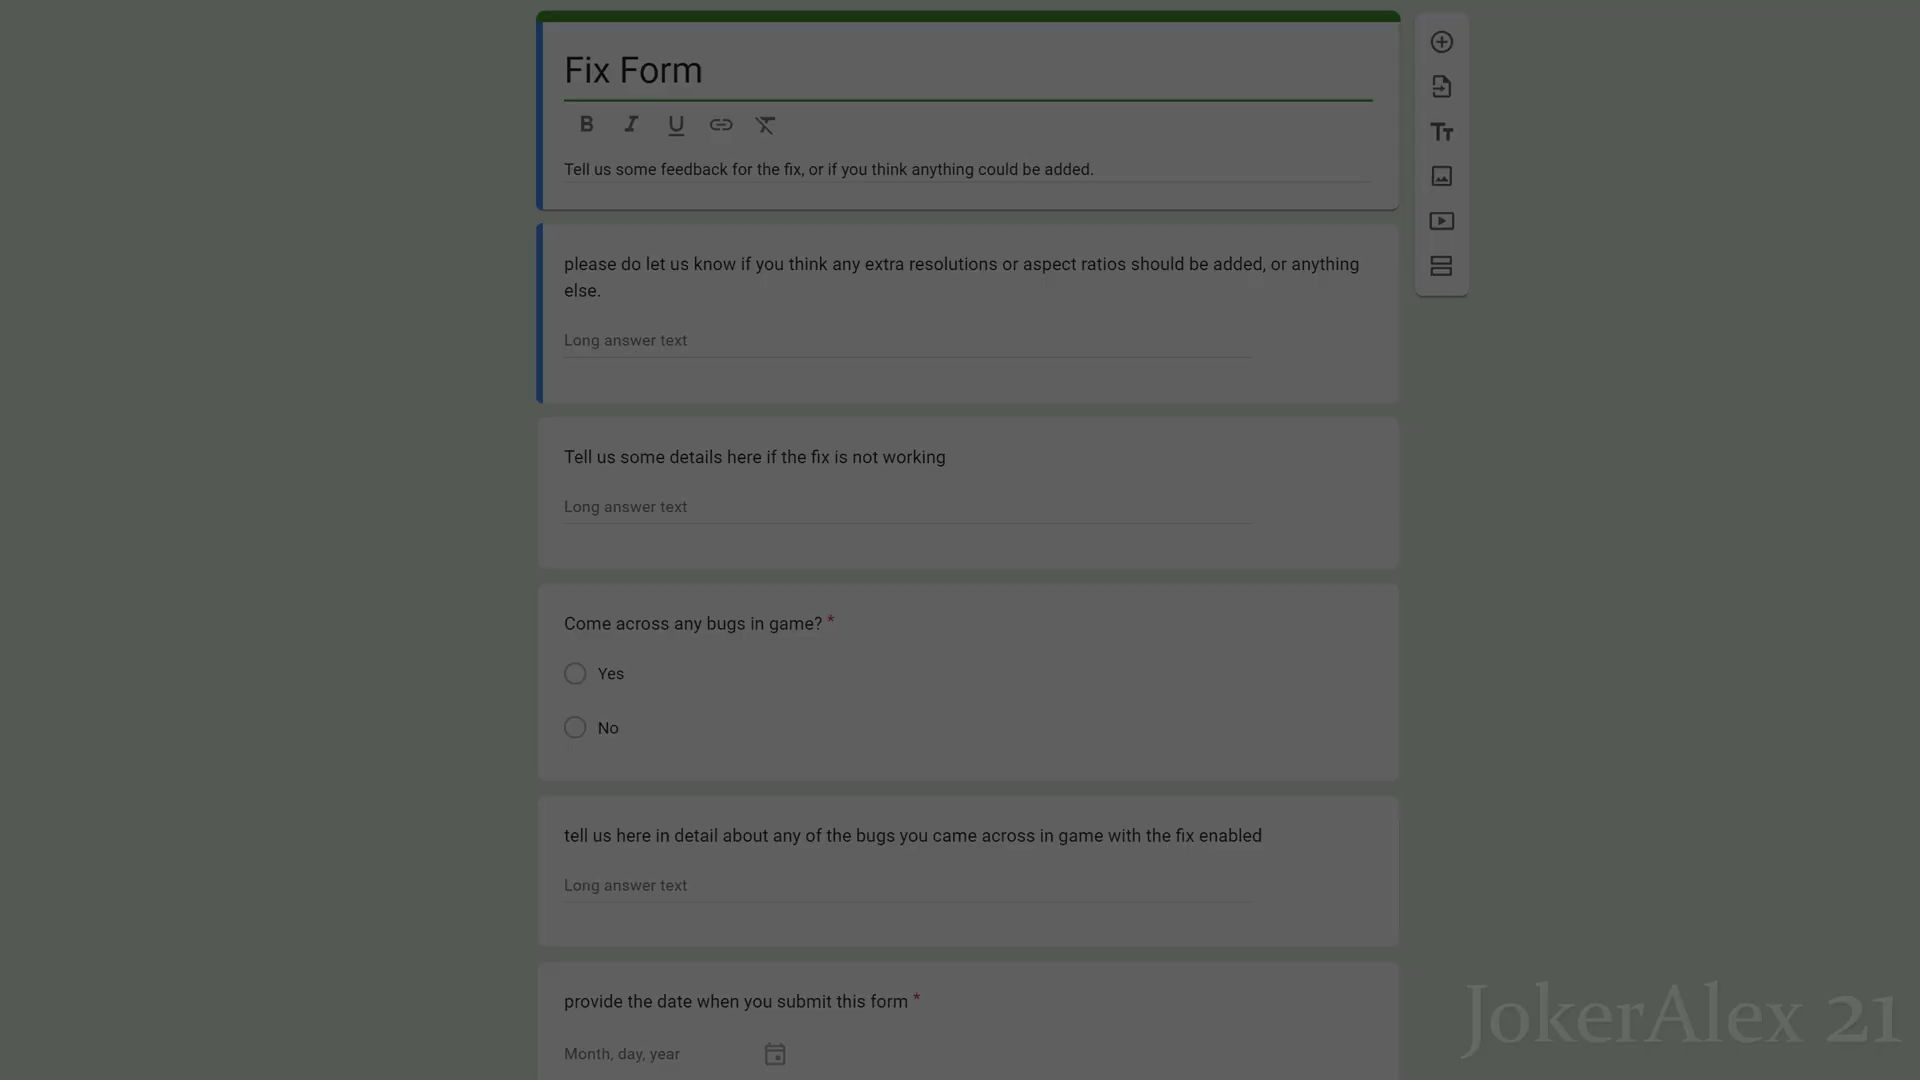 Fix Form
B I U
Tell us some feedback for the fix, or if you think anything could be added.
please do let us know if you think any extra resolutions or aspect ratios should be added, or anything
else.
Long answer text
Tell us some details here if the fix is not working
Long answer text
Come across any bugs in game? *
Yes
No
tell us here in detail about any of the bugs you came across in game with the fix enabled
Long answer text
provide the date when you submit this form *
Month, day, year
JokerAlex 21